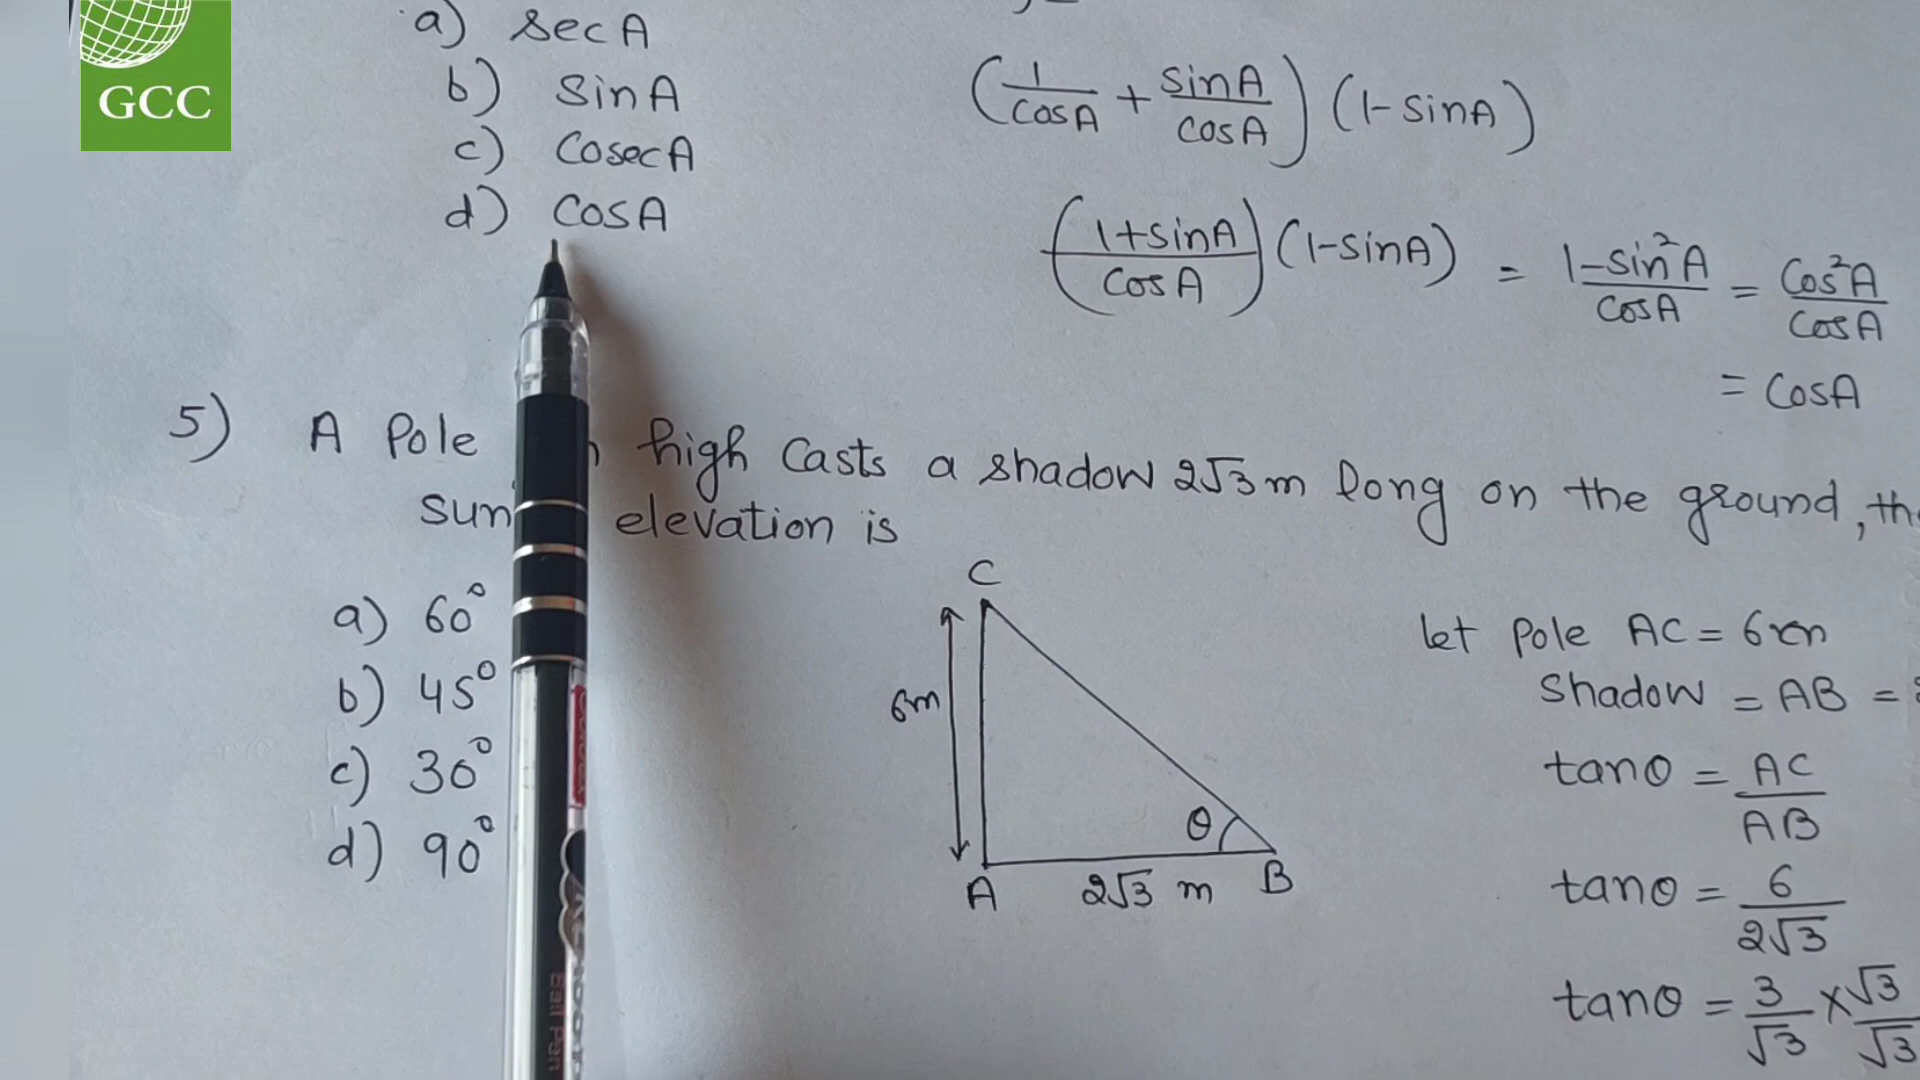 GCC
a) secA
b) sinA
c) CosecA
d) CosA
(1/cosA + sinA/cosA) (1-sinA)
(1+sinA/cosA) (1-sinA) = 1-sin²A/cosA = Cos²A/CosA
= CosA
5) A Pole high Casts a shadow 2√3 m long on the ground,
sun elevation is
a) 60°
b) 45°
c) 30°
d) 90°
C
6m
θ
A 2√3 m B
let pole AC = 6m
Shadow = AB =
tanθ = AC/AB
tanθ = 6/2√3
tanθ = 3/√3 × √3/√3
Ball Pen